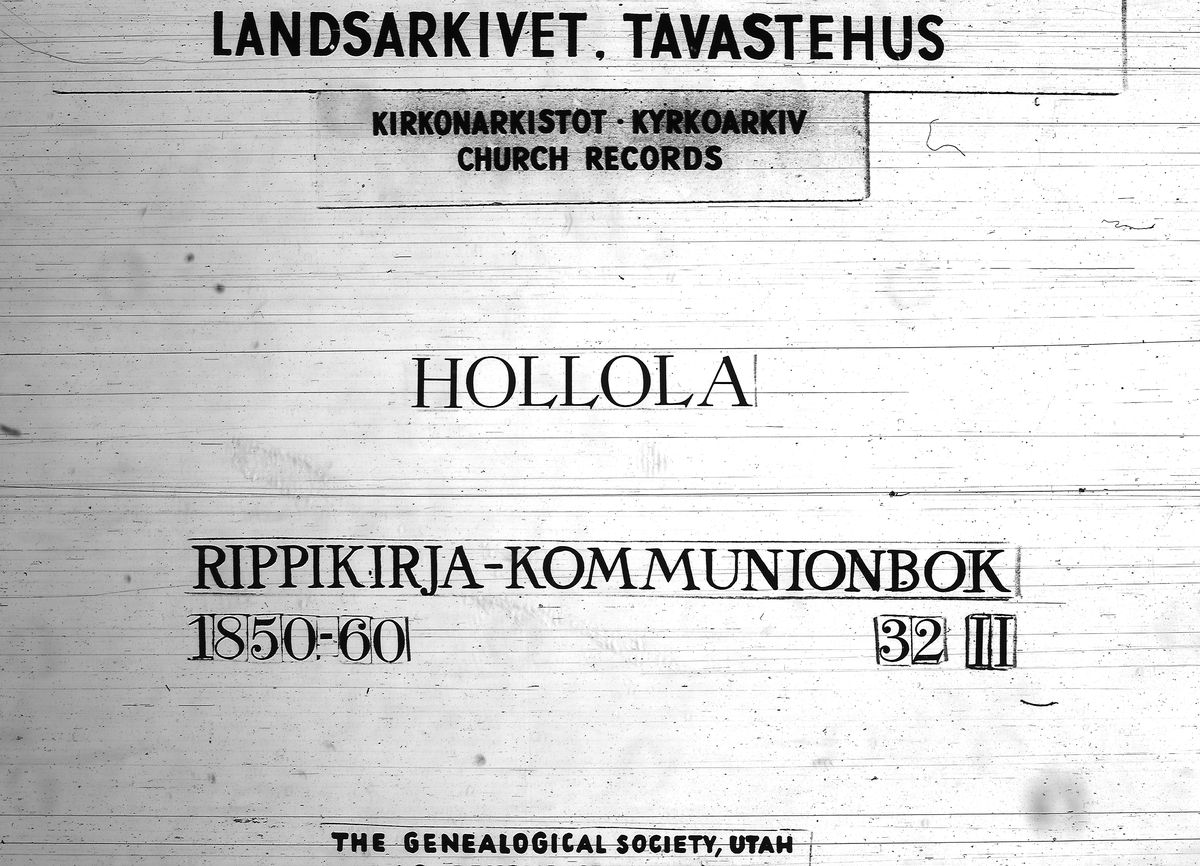 LANDSARKIVET, TAVASTEHUS
KIRKONARKISTOT · KYRKOARKIV
CHURCH RECORDS
HOLLOLA
RIPPIKIRJA-KOMMUNIONBOK
1850-60 32 II
THE GENEALOGICAL SOCIETY, UTAH